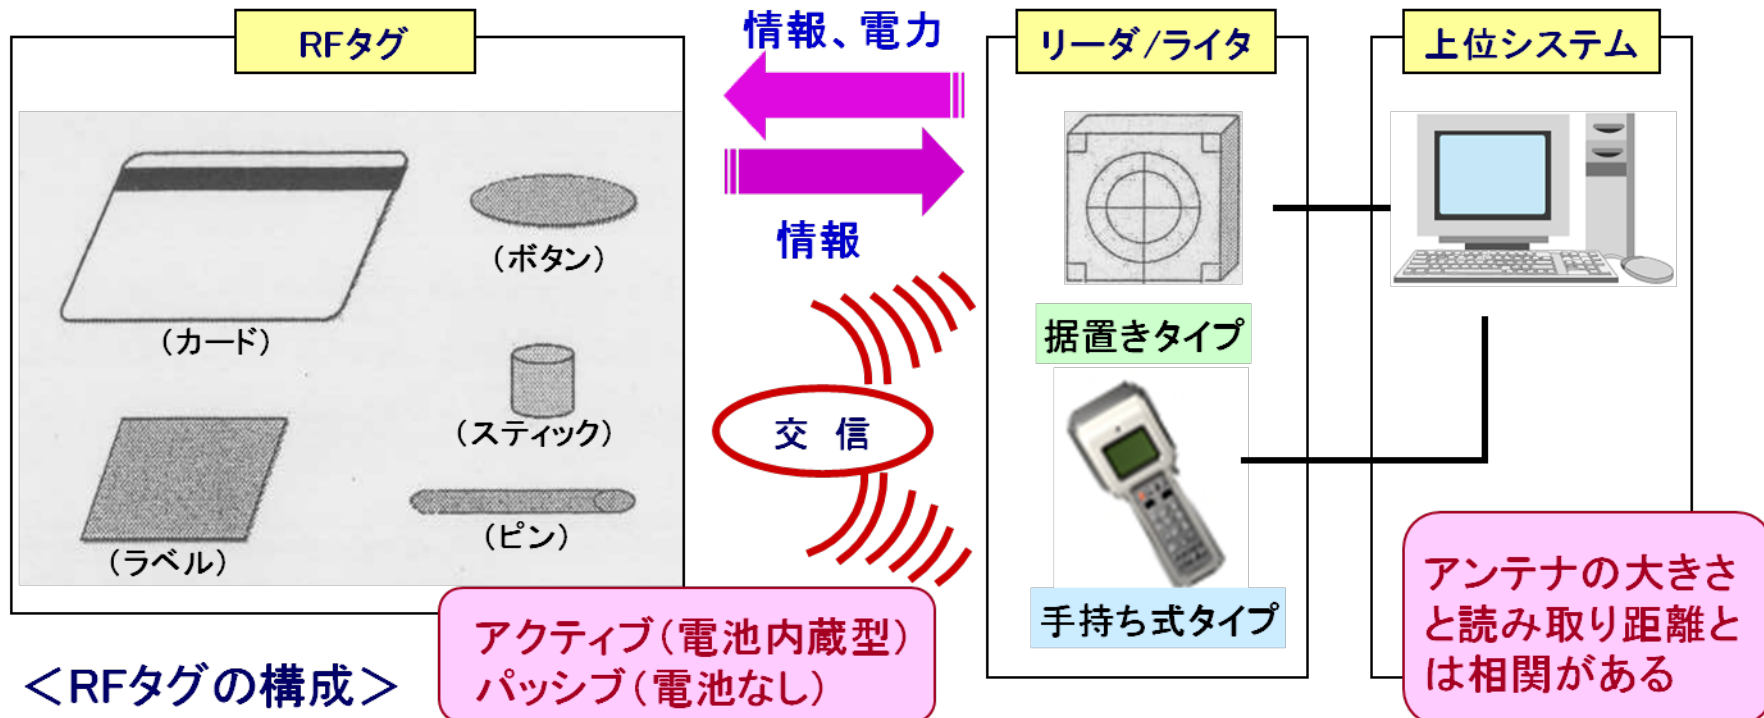 RFタグ
情報、電力
リーダ/ライタ
上位システム
情報
(カード)
(ボタン)
(スティック)
(ラベル)
(ピン)
交 信
据置きタイプ
手持ち式タイプ
アクティブ(電池内蔵型)
パッシブ(電池なし)
アンテナの大きさ
と読み取り距離と
は相関がある
＜RFタグの構成＞